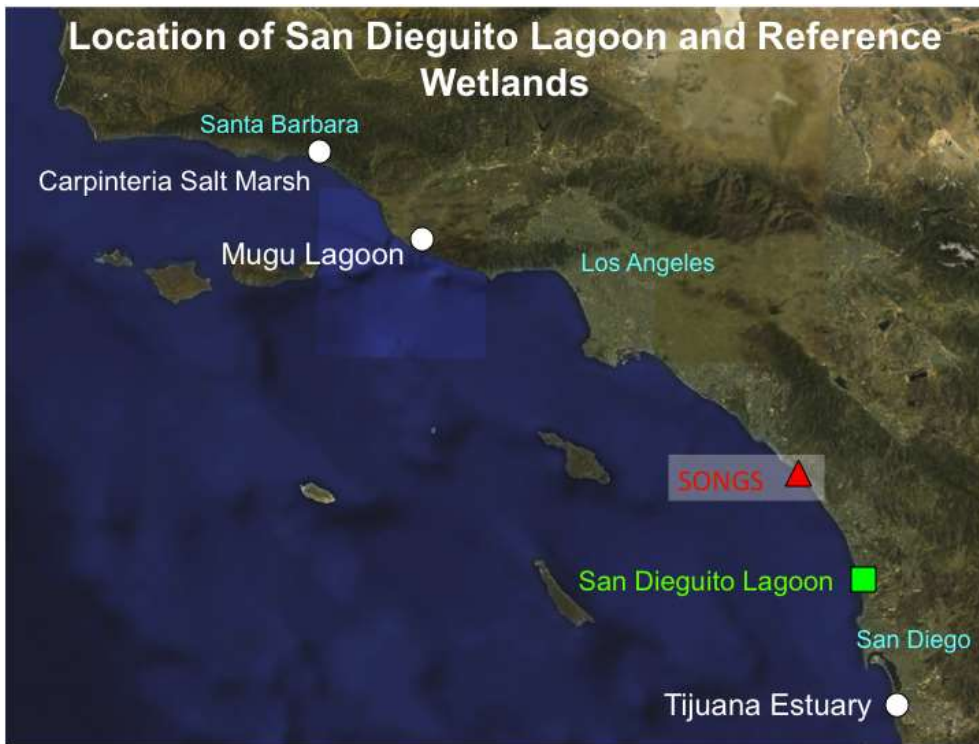 Location of San Dieguito Lagoon and Reference
Wetlands
Santa Barbara
Carpinteria Salt Marsh
Mugu Lagoon
Los Angeles
SONGS
San Dieguito Lagoon
San Diego
Tijuana Estuary